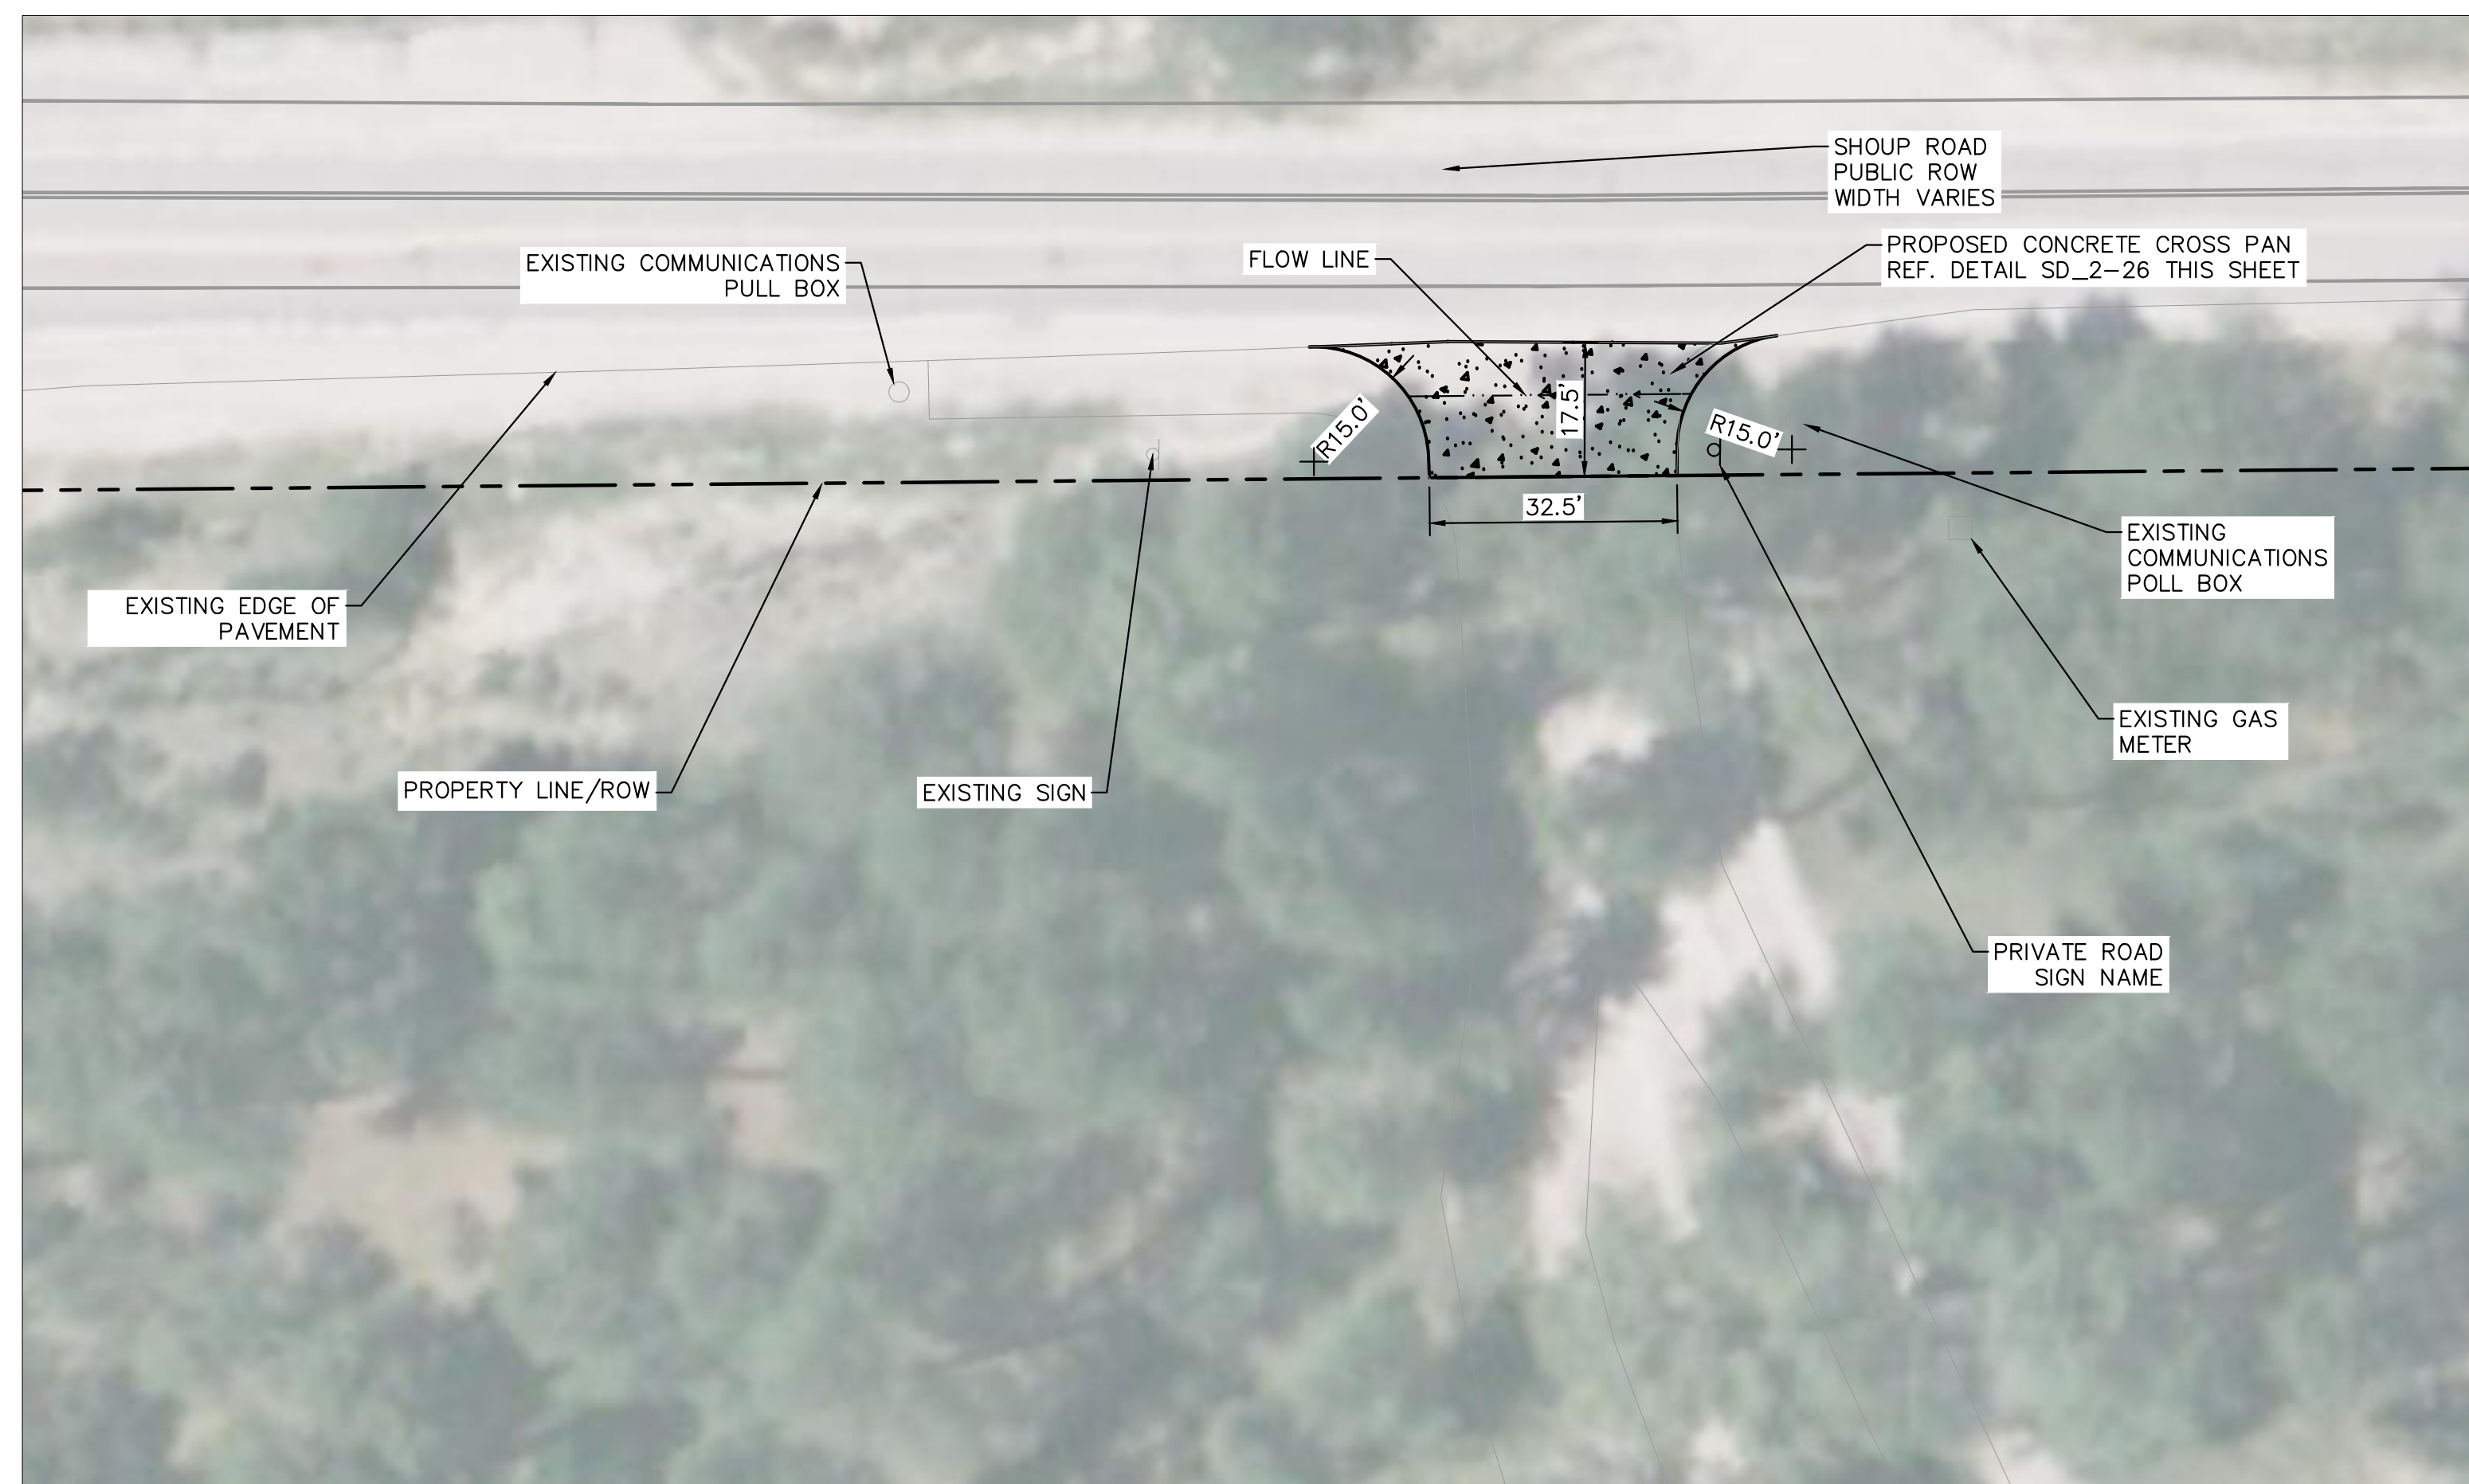 SHOUP ROAD
PUBLIC ROW
WIDTH VARIES
PROPOSED CONCRETE CROSS PAN
REF. DETAIL SD_2-26 THIS SHEET
FLOW LINE
EXISTING COMMUNICATIONS
PULL BOX
17.5'
R15.0'
R15.0'
32.5'
EXISTING
COMMUNICATIONS
POLL BOX
EXISTING EDGE OF
PAVEMENT
EXISTING GAS
METER
PROPERTY LINE/ROW
EXISTING SIGN
PRIVATE ROAD
SIGN NAME